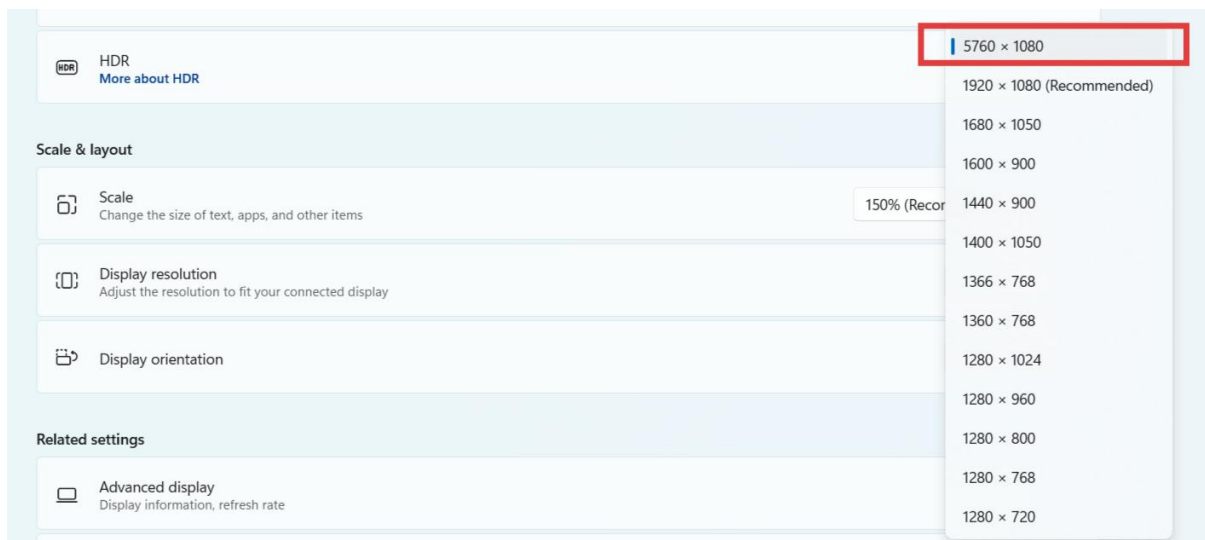 HDR
HDR
More about HDR
Scale & layout
Scale
Change the size of text, apps, and other items
150% (Recor
Display resolution
Adjust the resolution to fit your connected display
Display orientation
Related settings
Advanced display
Display information, refresh rate
5760 × 1080
1920 × 1080 (Recommended)
1680 × 1050
1600 × 900
1440 × 900
1400 × 1050
1366 × 768
1360 × 768
1280 × 1024
1280 × 960
1280 × 800
1280 × 768
1280 × 720